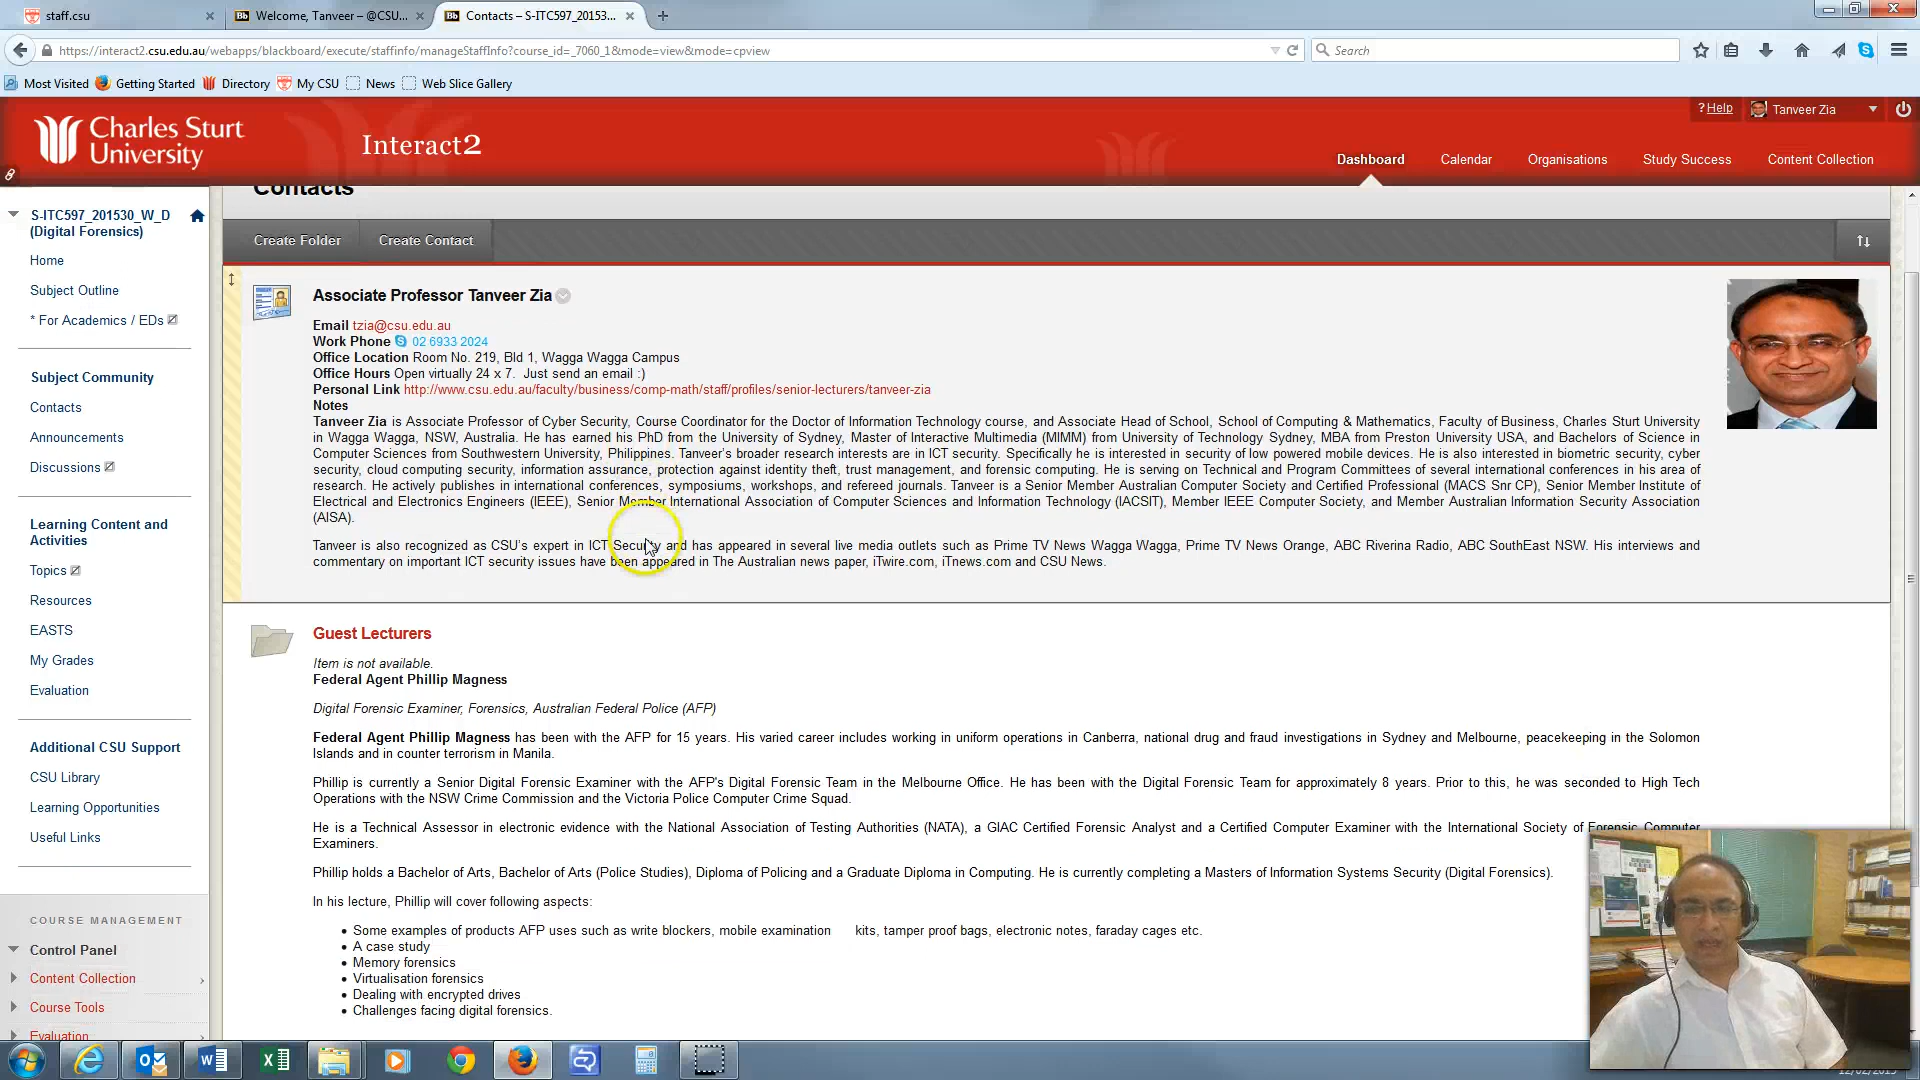 staff.csu
Welcome, Tanveer – @CSU...
Contacts – S-ITC597_201530...
https://interact2.csu.edu.au/webapps/blackboard/execute/staffinfo/manageStaffInfo?course_id=_7060_1&mode=view&mode=cpview
Search
Most Visited
Getting Started
Directory
My CSU
News
Web Slice Gallery
? Help
Tanveer Zia
Charles Sturt
University
Interact2
Dashboard
Calendar
Organisations
Study Success
Content Collection
S-ITC597_201530_W_D
(Digital Forensics)
Home
Subject Outline
* For Academics / EDs
Subject Community
Contacts
Announcements
Discussions
Learning Content and
Activities
Topics
Resources
EASTS
My Grades
Evaluation
Additional CSU Support
CSU Library
Learning Opportunities
Useful Links
COURSE MANAGEMENT
Control Panel
Content Collection
Course Tools
Evaluation
Contacts
Create Folder
Create Contact
Associate Professor Tanveer Zia
Email tzia@csu.edu.au
Work Phone 02 6933 2024
Office Location Room No. 219, Bld 1, Wagga Wagga Campus
Office Hours Open virtually 24 x 7. Just send an email :)
Personal Link http://www.csu.edu.au/faculty/business/comp-math/staff/profiles/senior-lecturers/tanveer-zia
Notes
Tanveer Zia is Associate Professor of Cyber Security, Course Coordinator for the Doctor of Information Technology course, and Associate Head of School, School of Computing & Mathematics, Faculty of Business, Charles Sturt University
in Wagga Wagga, NSW, Australia. He has earned his PhD from the University of Sydney, Master of Interactive Multimedia (MIMM) from University of Technology Sydney, MBA from Preston University USA, and Bachelors of Science in
Computer Sciences from Southwestern University, Philippines. Tanveer's broader research interests are in ICT security. Specifically he is interested in security of low powered mobile devices. He is also interested in biometric security, cyber
security, cloud computing security, information assurance, protection against identity theft, trust management, and forensic computing. He is serving on Technical and Program Committees of several international conferences in his area of
research. He actively publishes in international conferences, symposiums, workshops, and refereed journals. Tanveer is a Senior Member Australian Computer Society and Certified Professional (MACS Snr CP), Senior Member Institute of
Electrical and Electronics Engineers (IEEE), Senior Member International Association of Computer Sciences and Information Technology (IACSIT), Member IEEE Computer Society, and Member Australian Information Security Association
(AISA).
Tanveer is also recognized as CSU's expert in ICT Security and has appeared in several live media outlets such as Prime TV News Wagga Wagga, Prime TV News Orange, ABC Riverina Radio, ABC SouthEast NSW. His interviews and
commentary on important ICT security issues have been appeared in The Australian news paper, iTwire.com, iTnews.com and CSU News.
Guest Lecturers
Item is not available.
Federal Agent Phillip Magness
Digital Forensic Examiner, Forensics, Australian Federal Police (AFP)
Federal Agent Phillip Magness has been with the AFP for 15 years. His varied career includes working in uniform operations in Canberra, national drug and fraud investigations in Sydney and Melbourne, peacekeeping in the Solomon
Islands and in counter terrorism in Manila.
Phillip is currently a Senior Digital Forensic Examiner with the AFP's Digital Forensic Team in the Melbourne Office. He has been with the Digital Forensic Team for approximately 8 years. Prior to this, he was seconded to High Tech
Operations with the NSW Crime Commission and the Victoria Police Computer Crime Squad.
He is a Technical Assessor in electronic evidence with the National Association of Testing Authorities (NATA), a GIAC Certified Forensic Analyst and a Certified Computer Examiner with the International Society of Forensic Computer
Examiners.
Phillip holds a Bachelor of Arts, Bachelor of Arts (Police Studies), Diploma of Policing and a Graduate Diploma in Computing. He is currently completing a Masters of Information Systems Security (Digital Forensics).
In his lecture, Phillip will cover following aspects:
• Some examples of products AFP uses such as write blockers, mobile examination kits, tamper proof bags, electronic notes, faraday cages etc.
• A case study
• Memory forensics
• Virtualisation forensics
• Dealing with encrypted drives
• Challenges facing digital forensics.